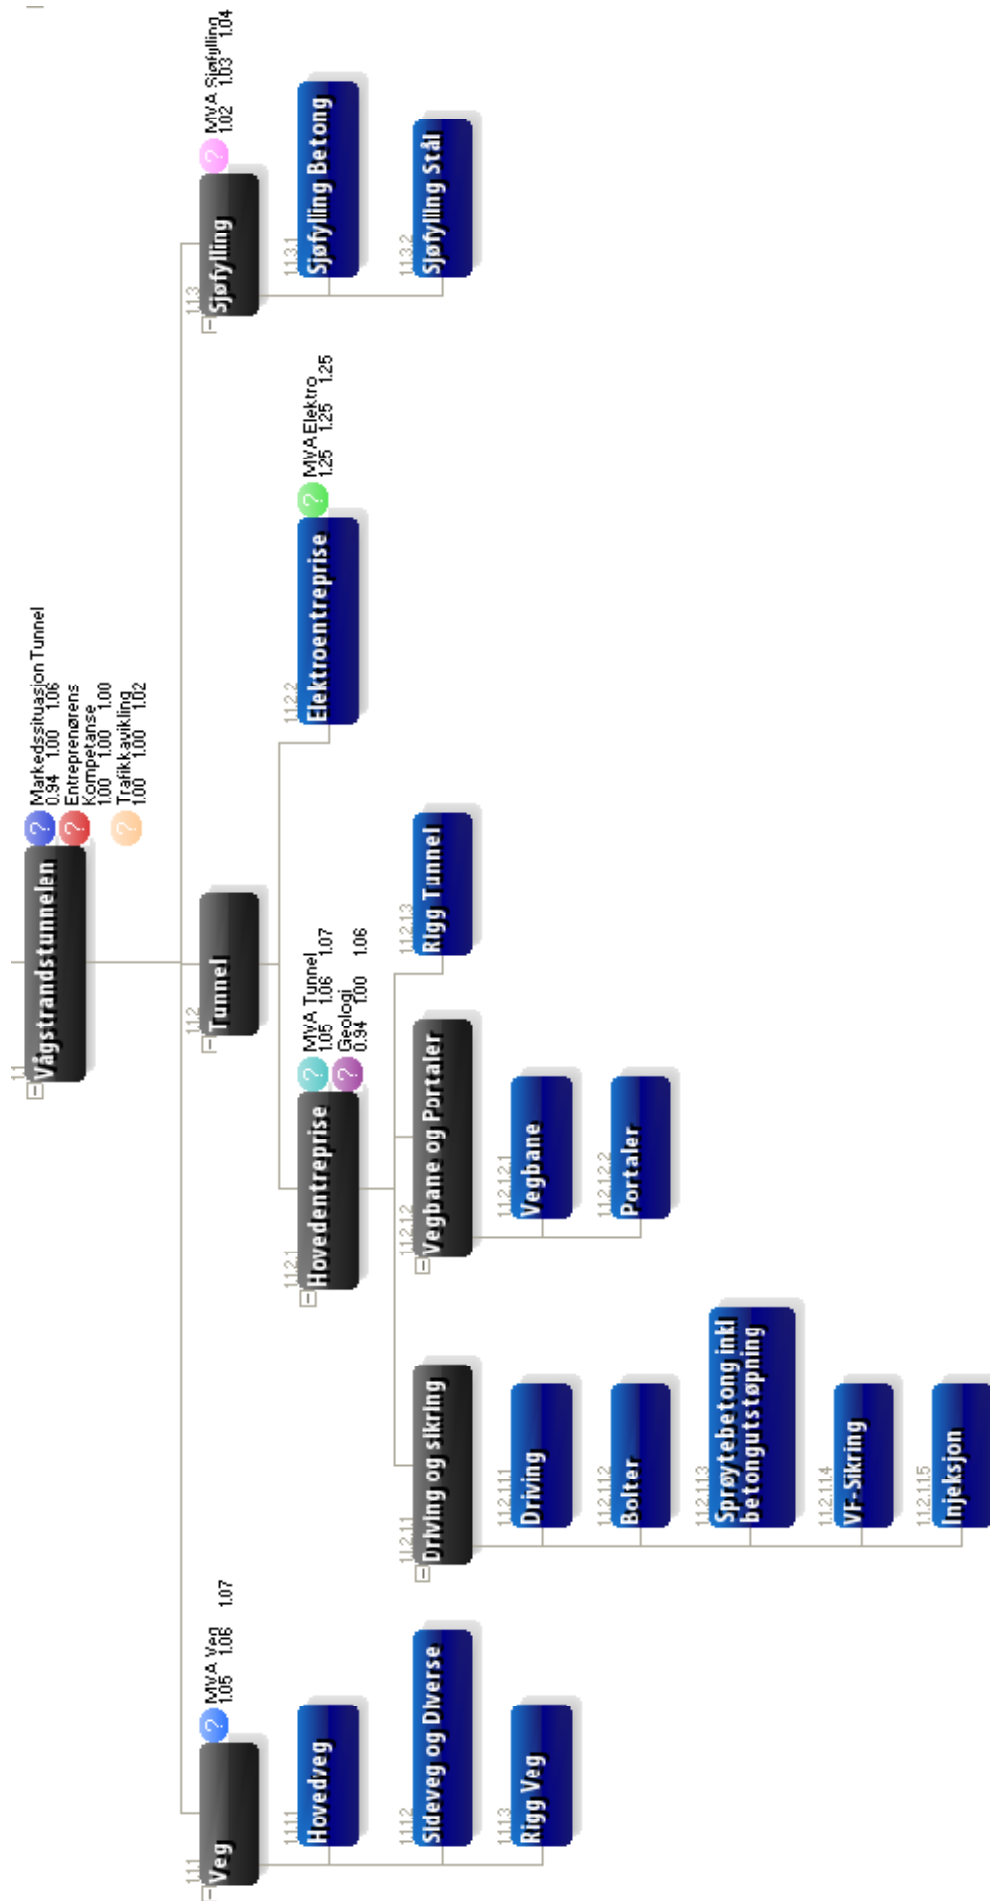 1.1
Vågstrandstunnelen
Markedssituasjon Tunnel
0.94 1.00 1.06
Entreprenørens
Kompetanse
1.00 1.00 1.00
Trafikkavikling
1.00 1.00 1.02
1.1.1
Veg
MVA Veg
1.05 1.06 1.07
1.1.1.1
Hovedveg
1.1.1.2
Sideveg og Diverse
1.1.1.3
Rigg Veg
1.1.2
Tunnel
1.1.2.1
Hovedentreprise
MVA Tunnel
1.05 1.06 1.07
Geologi
0.94 1.00 1.06
1.1.2.1.1
Driving og sikring
1.1.2.1.1.1
Driving
1.1.2.1.1.2
Bolter
1.1.2.1.1.3
Sprøytebetong inkl
betongutstøpning
1.1.2.1.1.4
VF-Sikring
1.1.2.1.1.5
Injeksjon
1.1.2.1.2
Vegbane og Portaler
1.1.2.1.2.1
Vegbane
1.1.2.1.2.2
Portaler
1.1.2.1.3
Rigg Tunnel
1.1.2.2
Elektroentreprise
MVA Elektro
1.25 1.25 1.25
1.1.3
Sjøfylling
MVA Sjøfylling
1.02 1.03 1.04
1.1.3.1
Sjøfylling Betong
1.1.3.2
Sjøfylling Stål